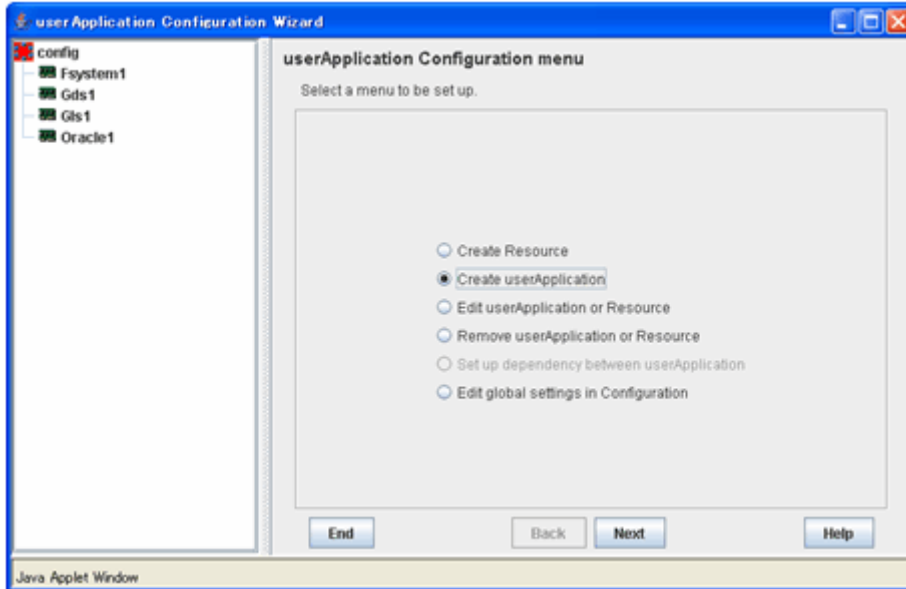 userApplication Configuration Wizard
config
Fsystem1
Gds1
Gls1
Oracle1
userApplication Configuration menu
Select a menu to be set up.
Create Resource
Create userApplication
Edit userApplication or Resource
Remove userApplication or Resource
Set up dependency between userApplication
Edit global settings in Configuration
End Back Next Help
Java Applet Window